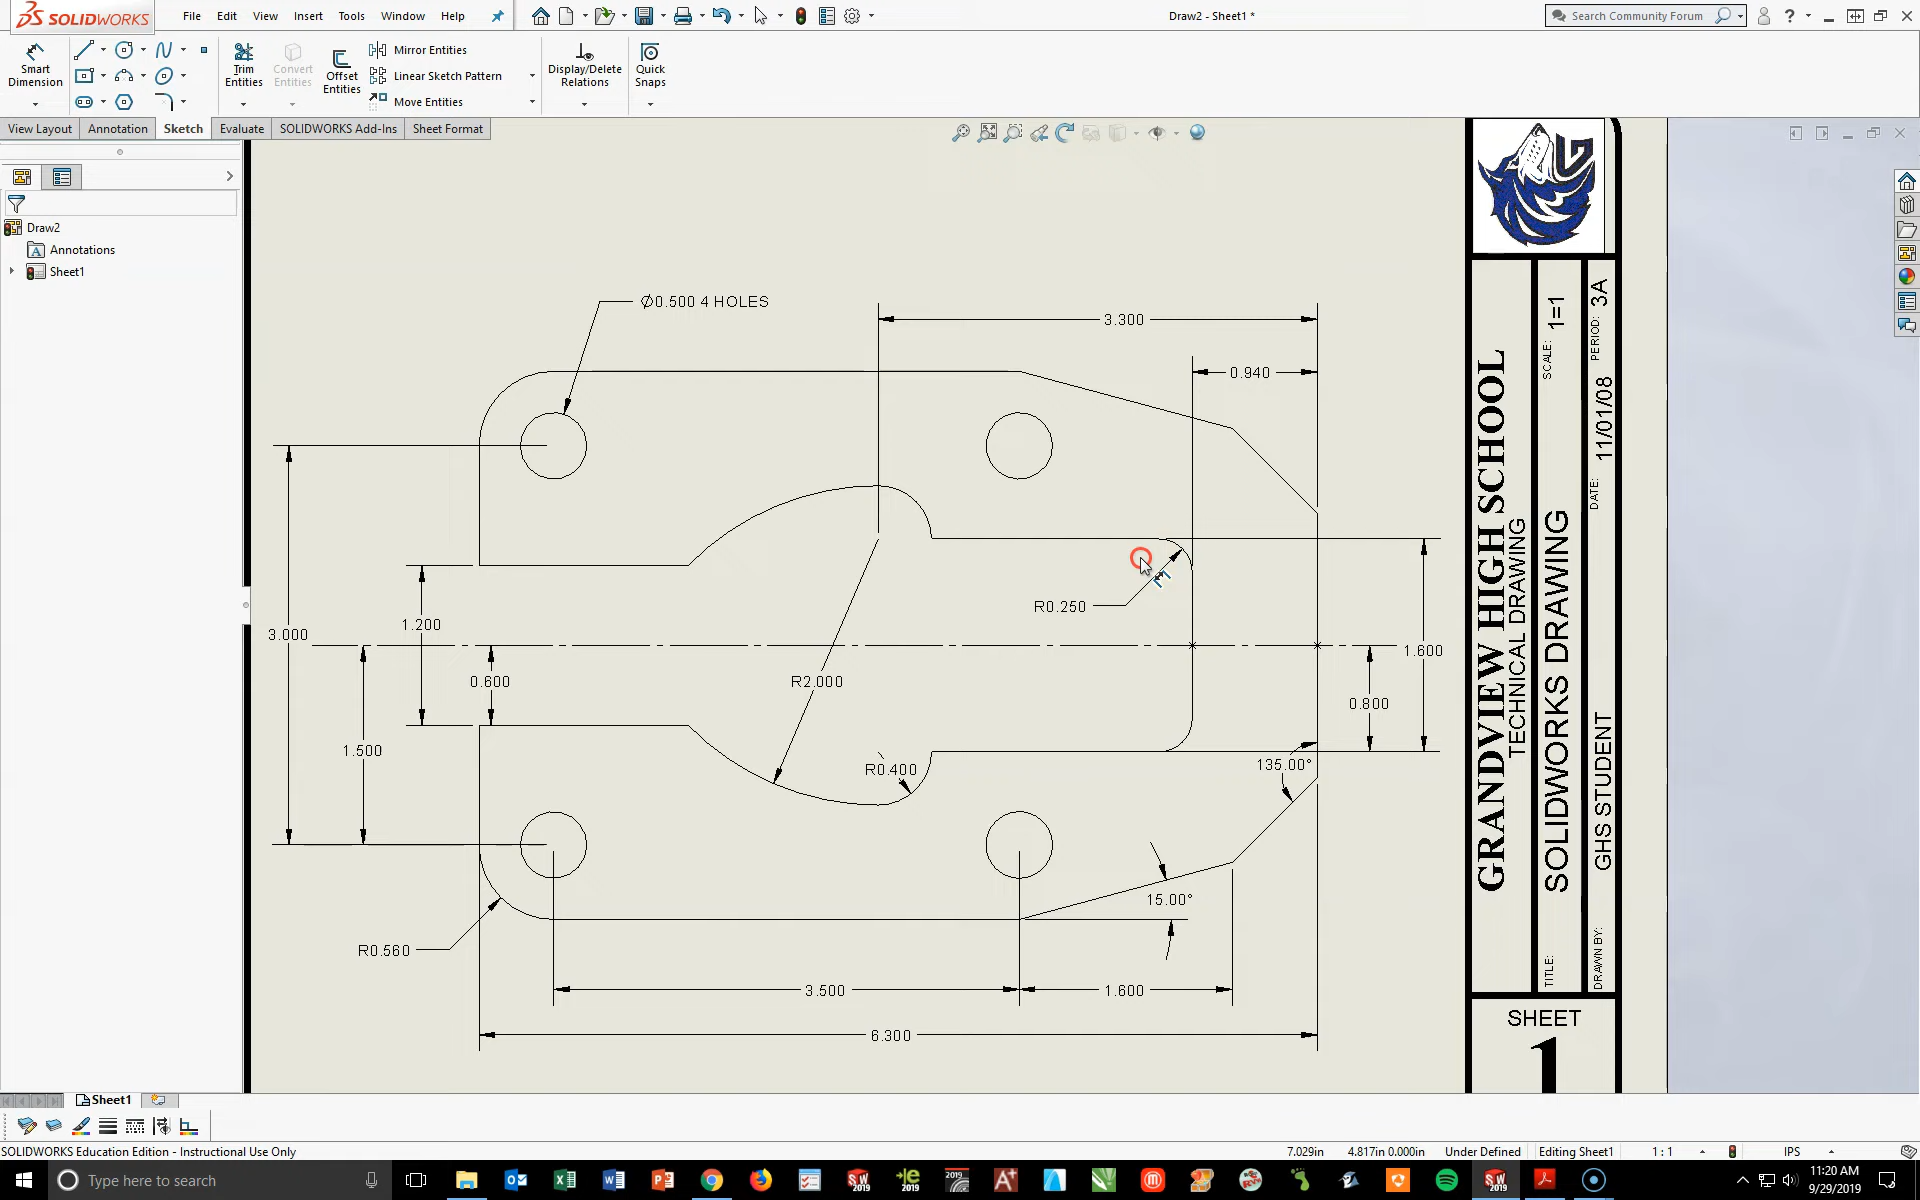 SOLIDWORKS
File Edit View Insert Tools Window Help
Draw2 - Sheet1 *
Search Community Forum
Smart Dimension
Trim Entities
Convert Entities
Offset Entities
Mirror Entities
Linear Sketch Pattern
Move Entities
Display/Delete Relations
Quick Snaps
View Layout Annotation Sketch Evaluate SOLIDWORKS Add-Ins Sheet Format
Draw2
Annotations
Sheet1
Ø0.500 4 HOLES
3.300
0.940
R0.250
1.200
3.000
0.600
R2.000
1.600
0.800
1.500
R0.400
135.00°
15.00°
R0.560
3.500
1.600
6.300
GRANDVIEW HIGH SCHOOL
TECHNICAL DRAWING
TITLE: SOLIDWORKS DRAWING SCALE: 1=1
DRAWN BY: GHS STUDENT DATE: 11/01/08 PERIOD: 3A
SHEET
1
Sheet1
SOLIDWORKS Education Edition - Instructional Use Only
7.029in 4.817in 0.000in Under Defined Editing Sheet1 1 : 1 IPS
Type here to search
11:20 AM
9/29/2019